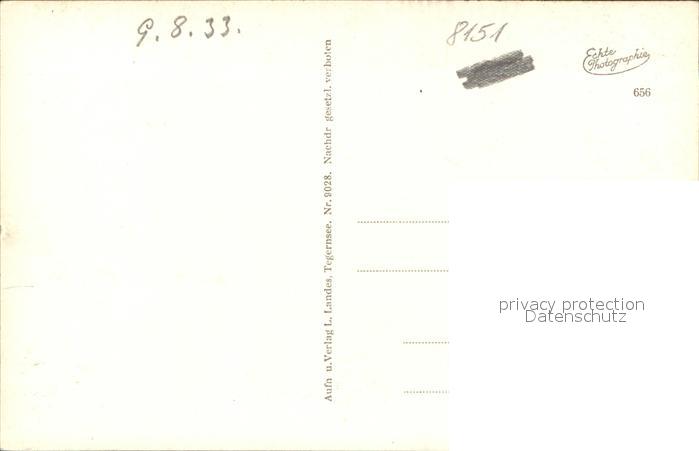 9. 8. 33.
8151
Echte
Photographie
656
Aufn u. Verlag L. Landes, Tegernsee. Nr. 9028. Nachdr gesetzl. verboten
privacy protection
Datenschutz